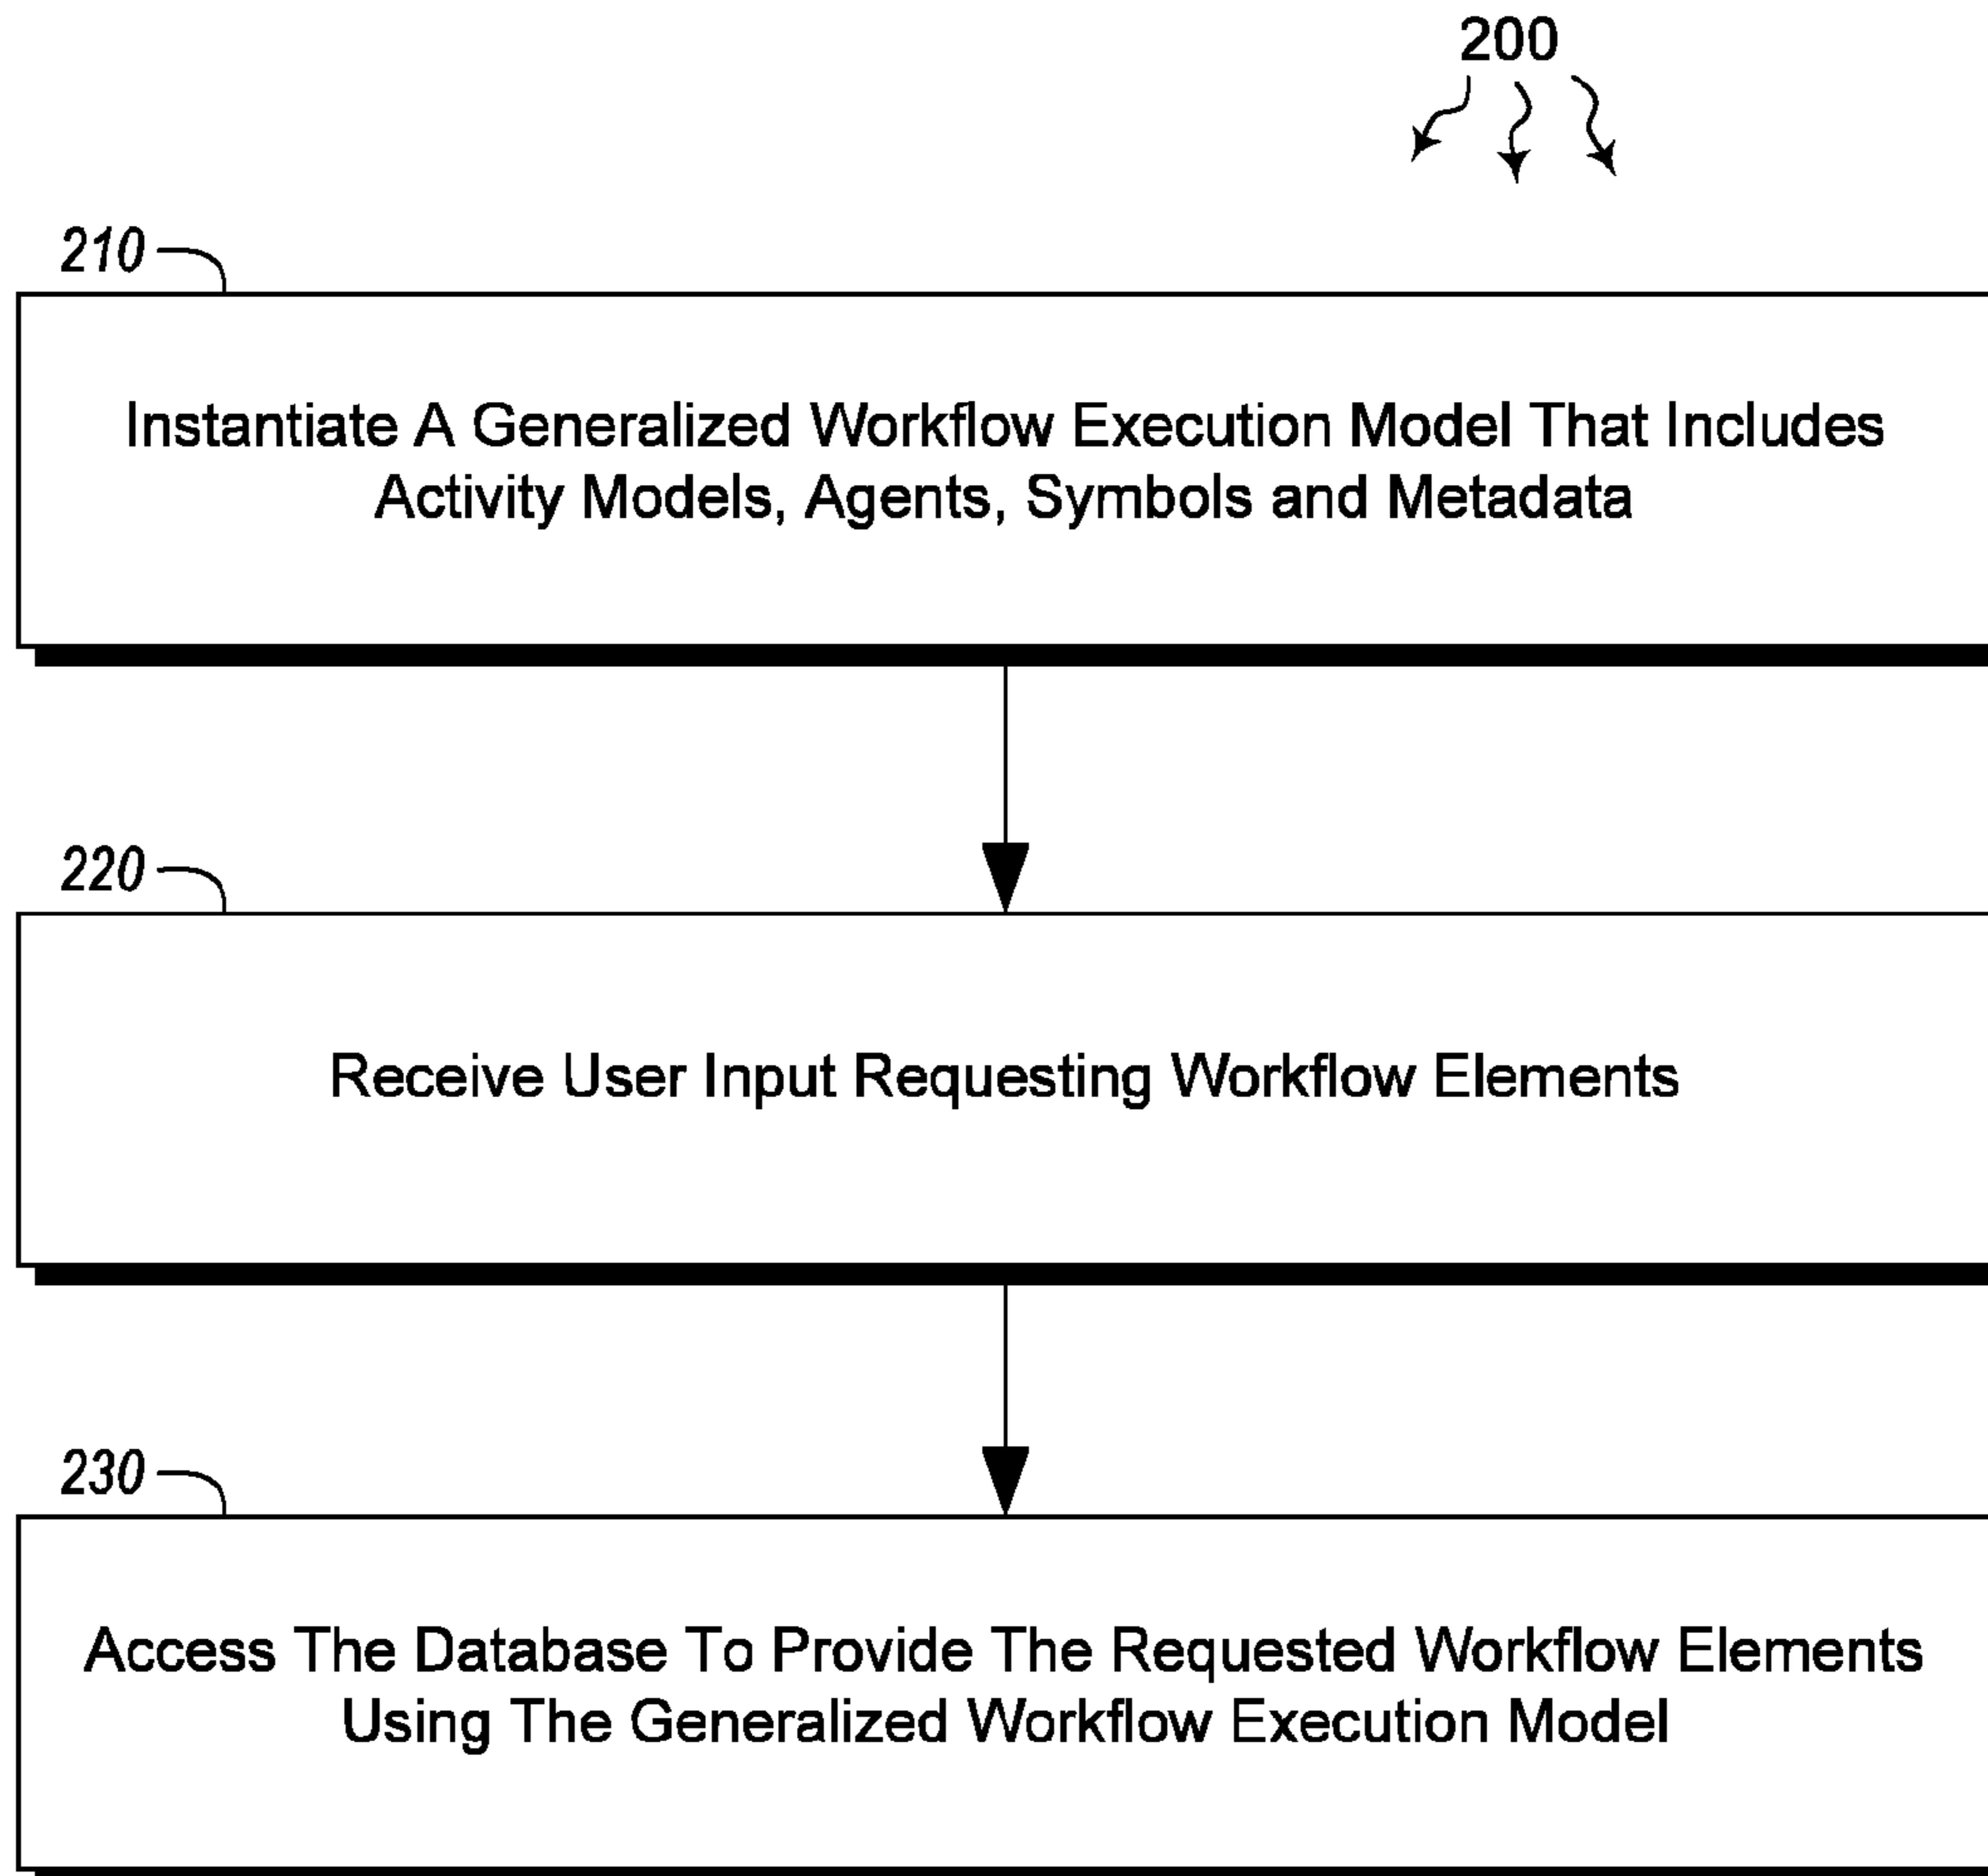 200
210
Instantiate A Generalized Workflow Execution Model That Includes
Activity Models, Agents, Symbols and Metadata
220
Receive User Input Requesting Workflow Elements
230
Access The Database To Provide The Requested Workflow Elements
Using The Generalized Workflow Execution Model